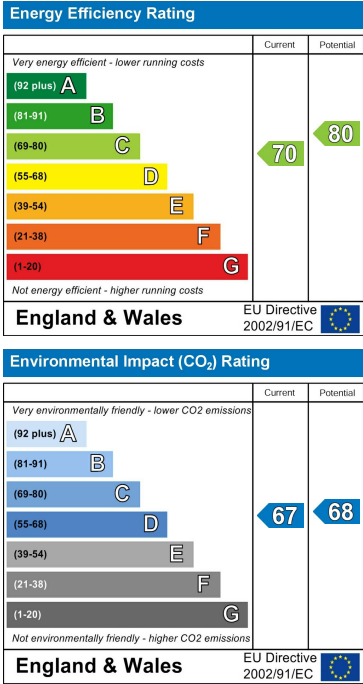 Energy Efficiency Rating
Current Potential
Very energy efficient - lower running costs
(92 plus) A
(81-91) B
(69-80) C
(55-68) D
(39-54) E
(21-38) F
(1-20) G
70
80
Not energy efficient - higher running costs
England & Wales
EU Directive
2002/91/EC
Environmental Impact (CO₂) Rating
Current Potential
Very environmentally friendly - lower CO2 emissions
(92 plus) A
(81-91) B
(69-80) C
(55-68) D
(39-54) E
(21-38) F
(1-20) G
67
68
Not environmentally friendly - higher CO2 emissions
England & Wales
EU Directive
2002/91/EC